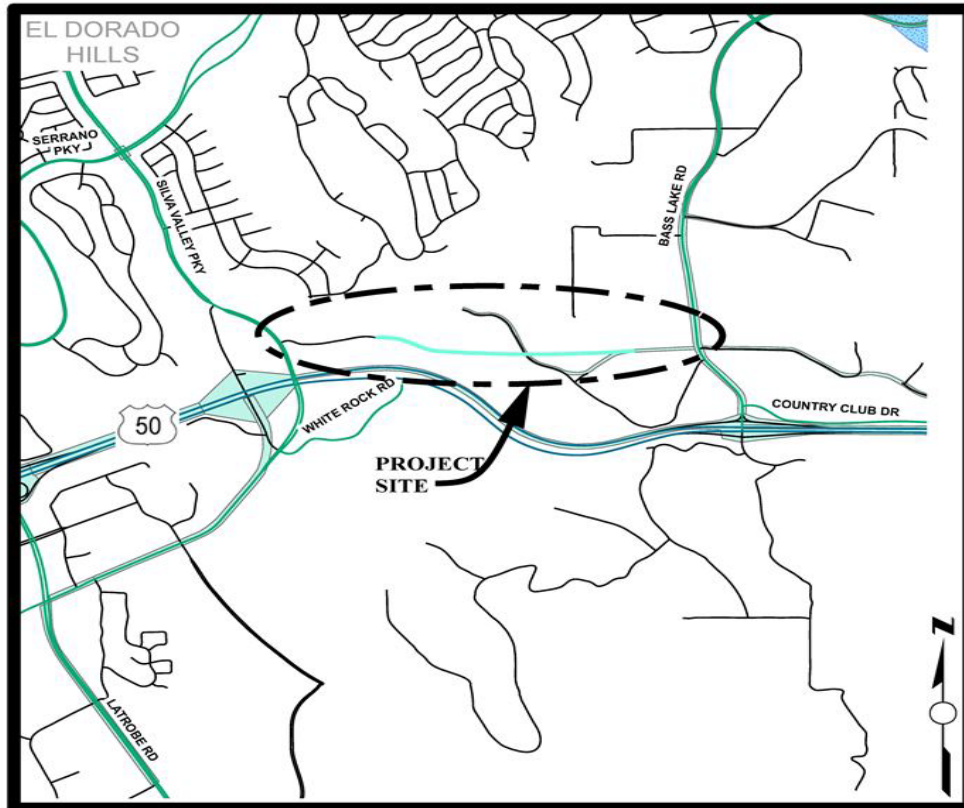 EL DORADO
HILLS
SERRANO
PKY
SILVA VALLEY PKY
BASS LAKE RD
WHITE ROCK RD
50
COUNTRY CLUB DR
PROJECT
SITE
LATROBE RD
N